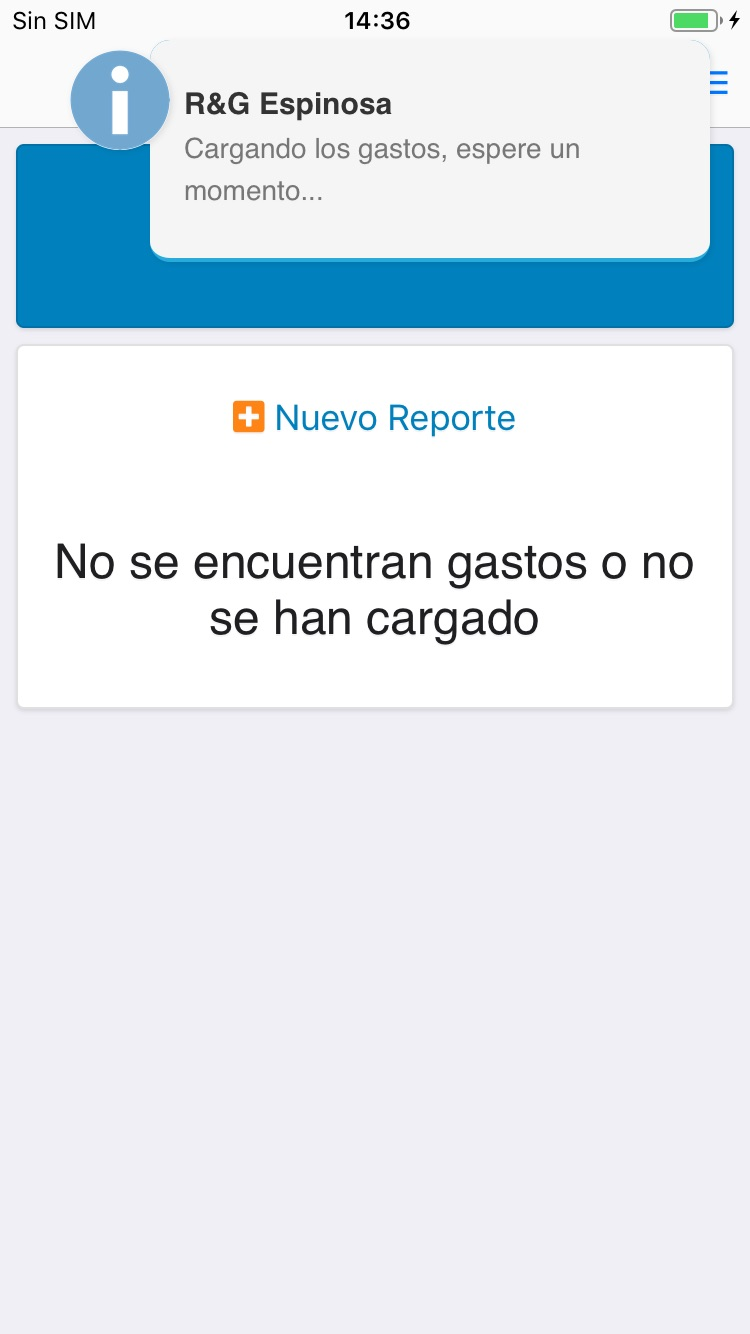 Sin SIM 14:36
R&G Espinosa
Cargando los gastos, espere un
momento...
Nuevo Reporte
No se encuentran gastos o no
se han cargado